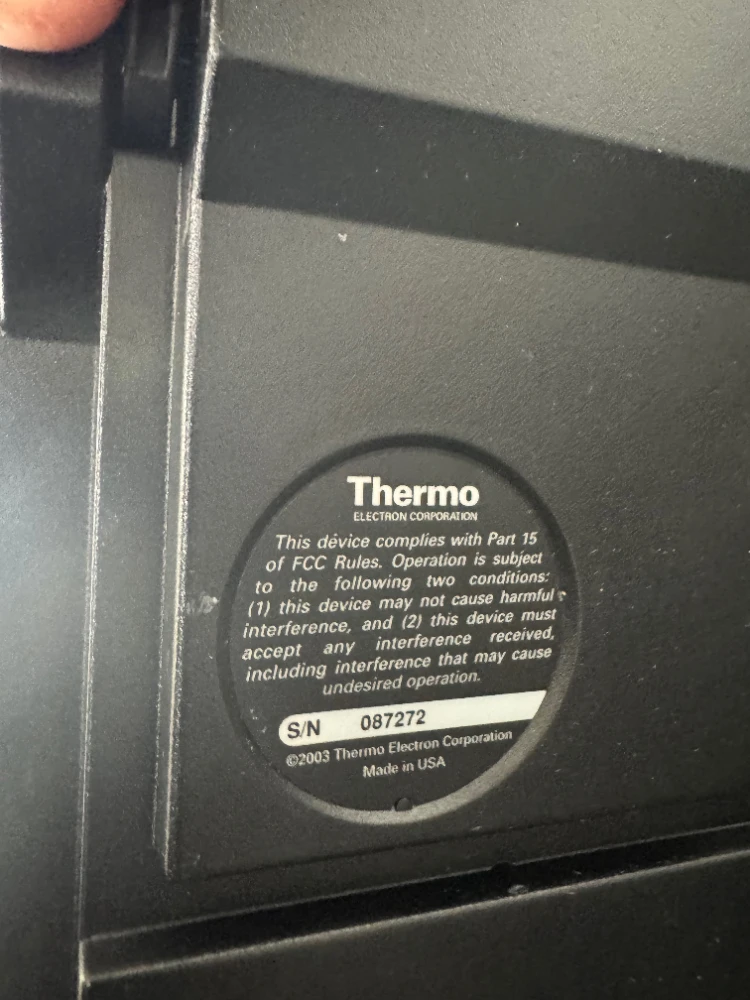 Thermo
ELECTRON CORPORATION
This device complies with Part 15
of FCC Rules. Operation is subject
to the following two conditions:
(1) this device may not cause harmful
interference, and (2) this device must
accept any interference received,
including interference that may cause
undesired operation.
S/N 087272
©2003 Thermo Electron Corporation
Made in USA